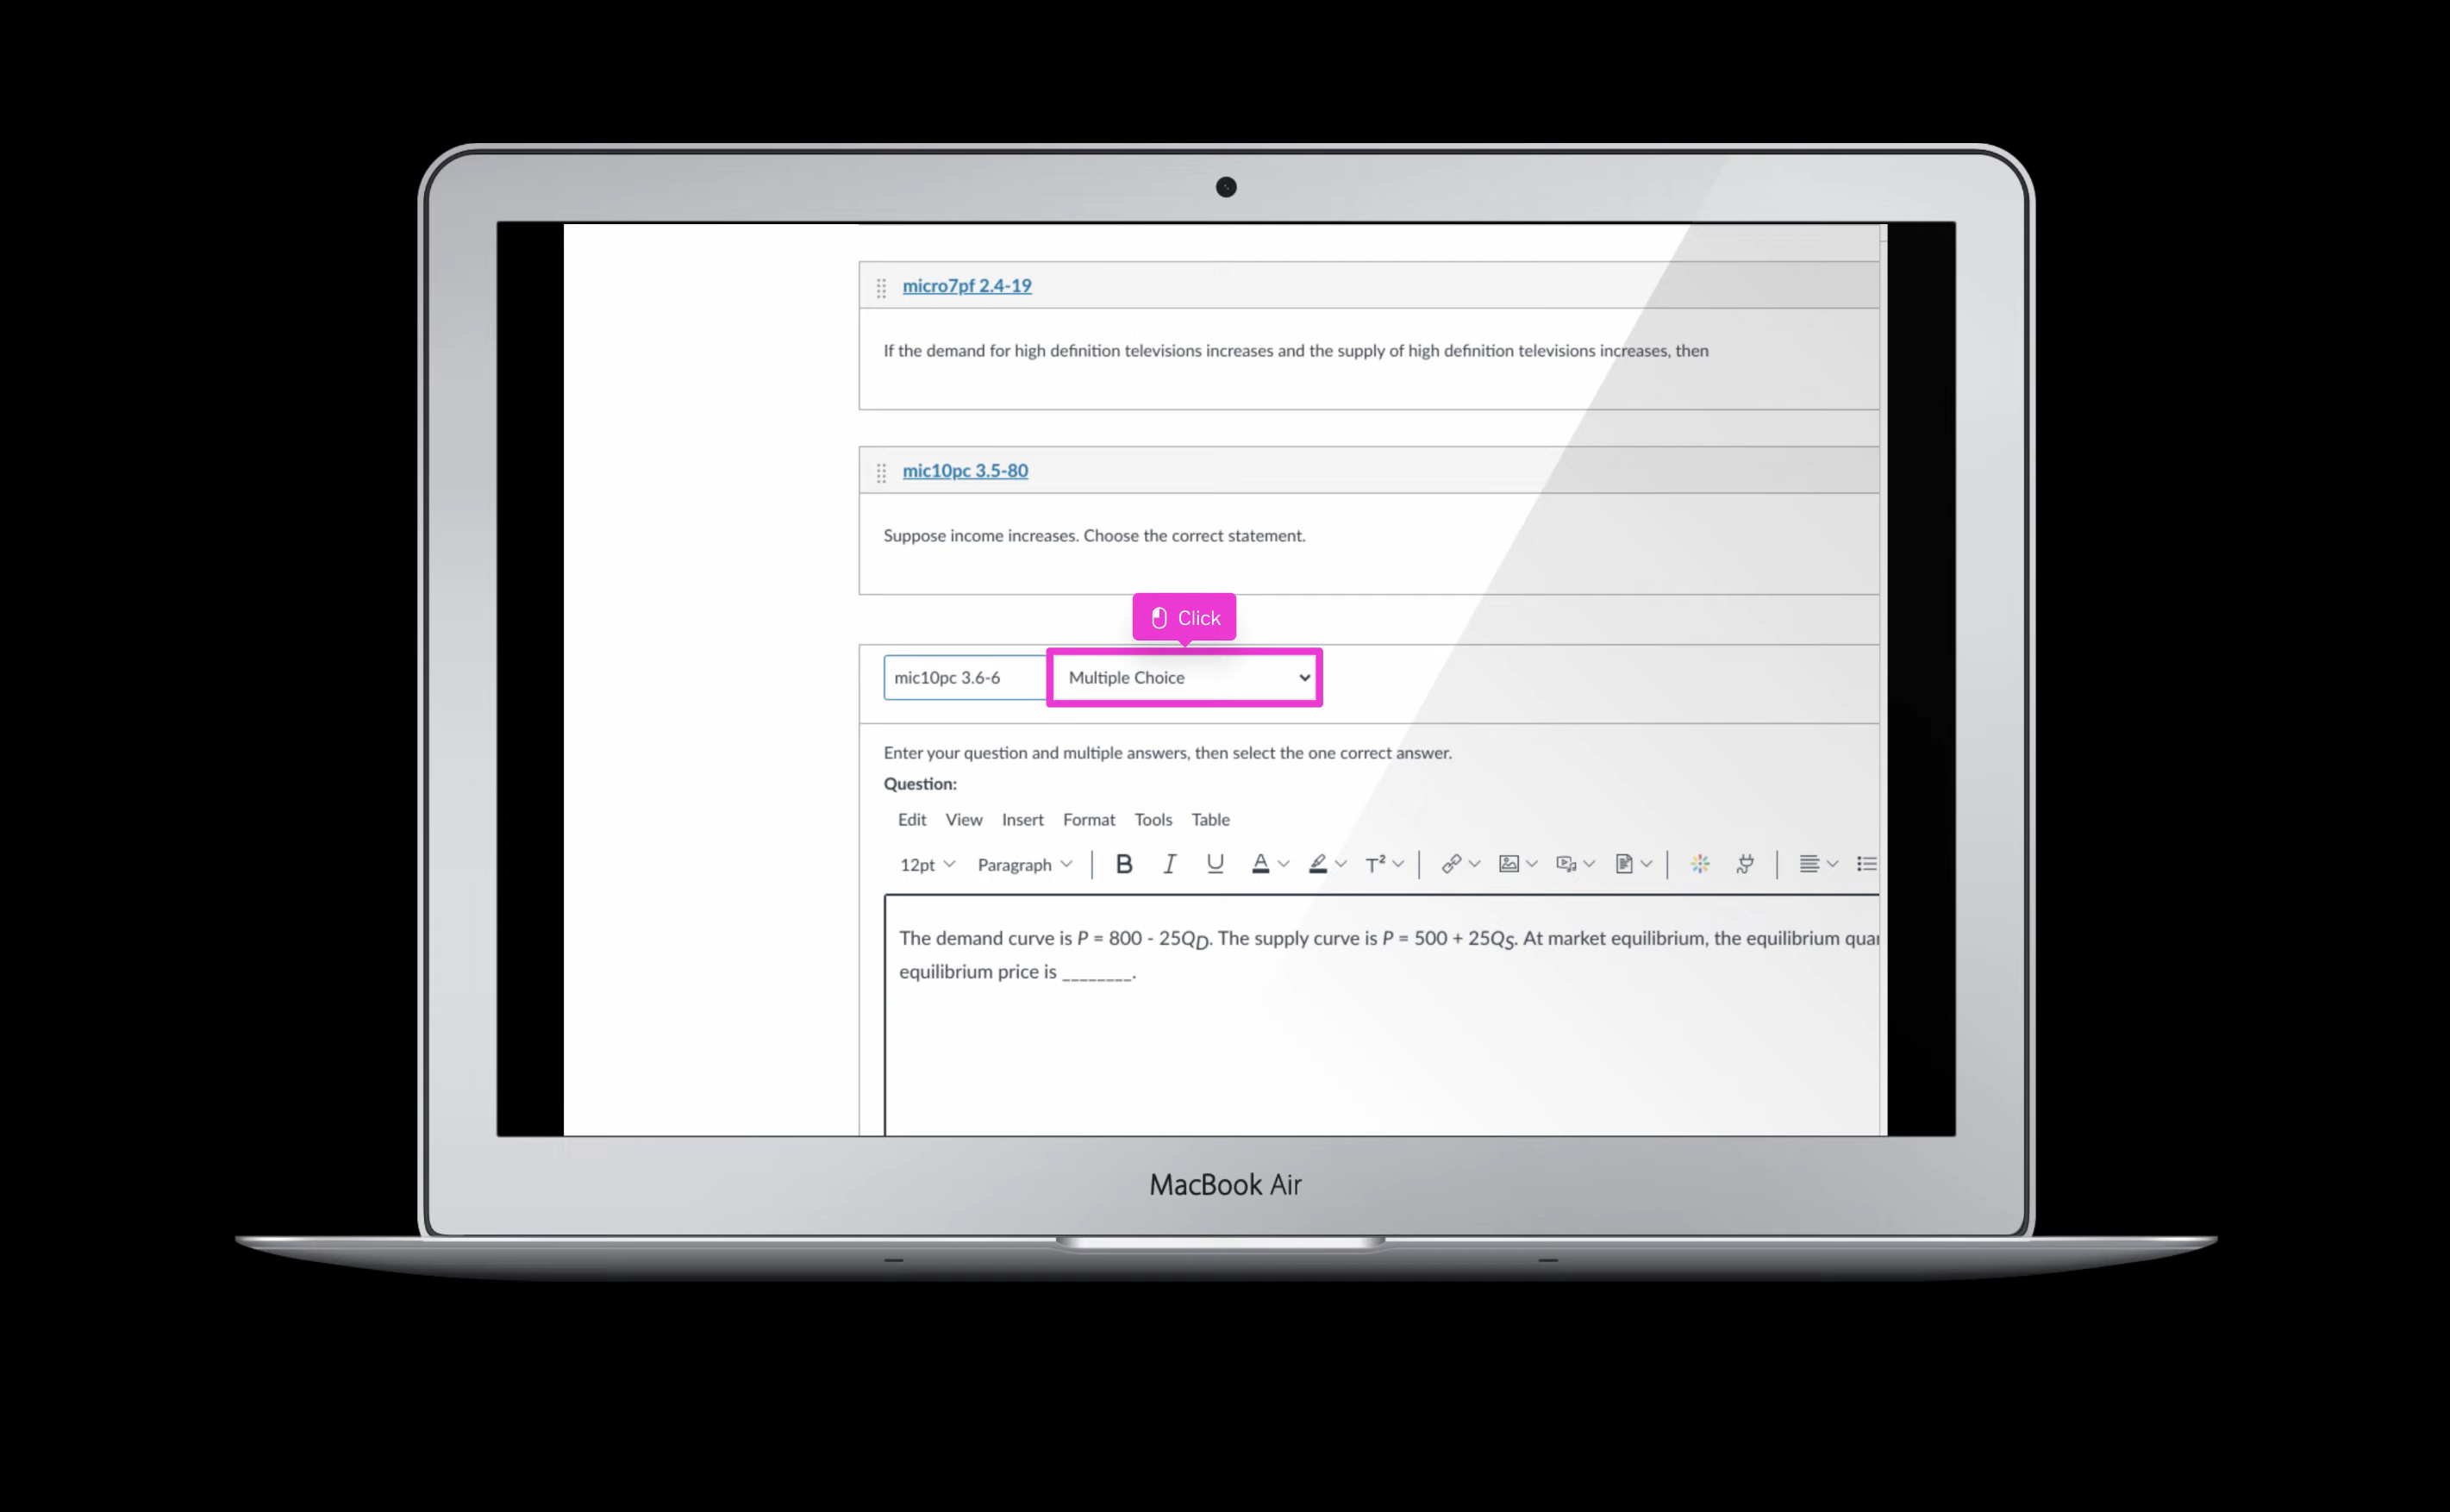 micro7pf 2.4-19
If the demand for high definition televisions increases and the supply of high definition televisions increases, then
mic10pc 3.5-80
Suppose income increases. Choose the correct statement.
Click
mic10pc 3.6-6 Multiple Choice
Enter your question and multiple answers, then select the one correct answer.
Question:
Edit View Insert Format Tools Table
12pt Paragraph B I U A T²
The demand curve is P = 800 - 25QD. The supply curve is P = 500 + 25QS. At market equilibrium, the equilibrium
equilibrium price is ________.
MacBook Air